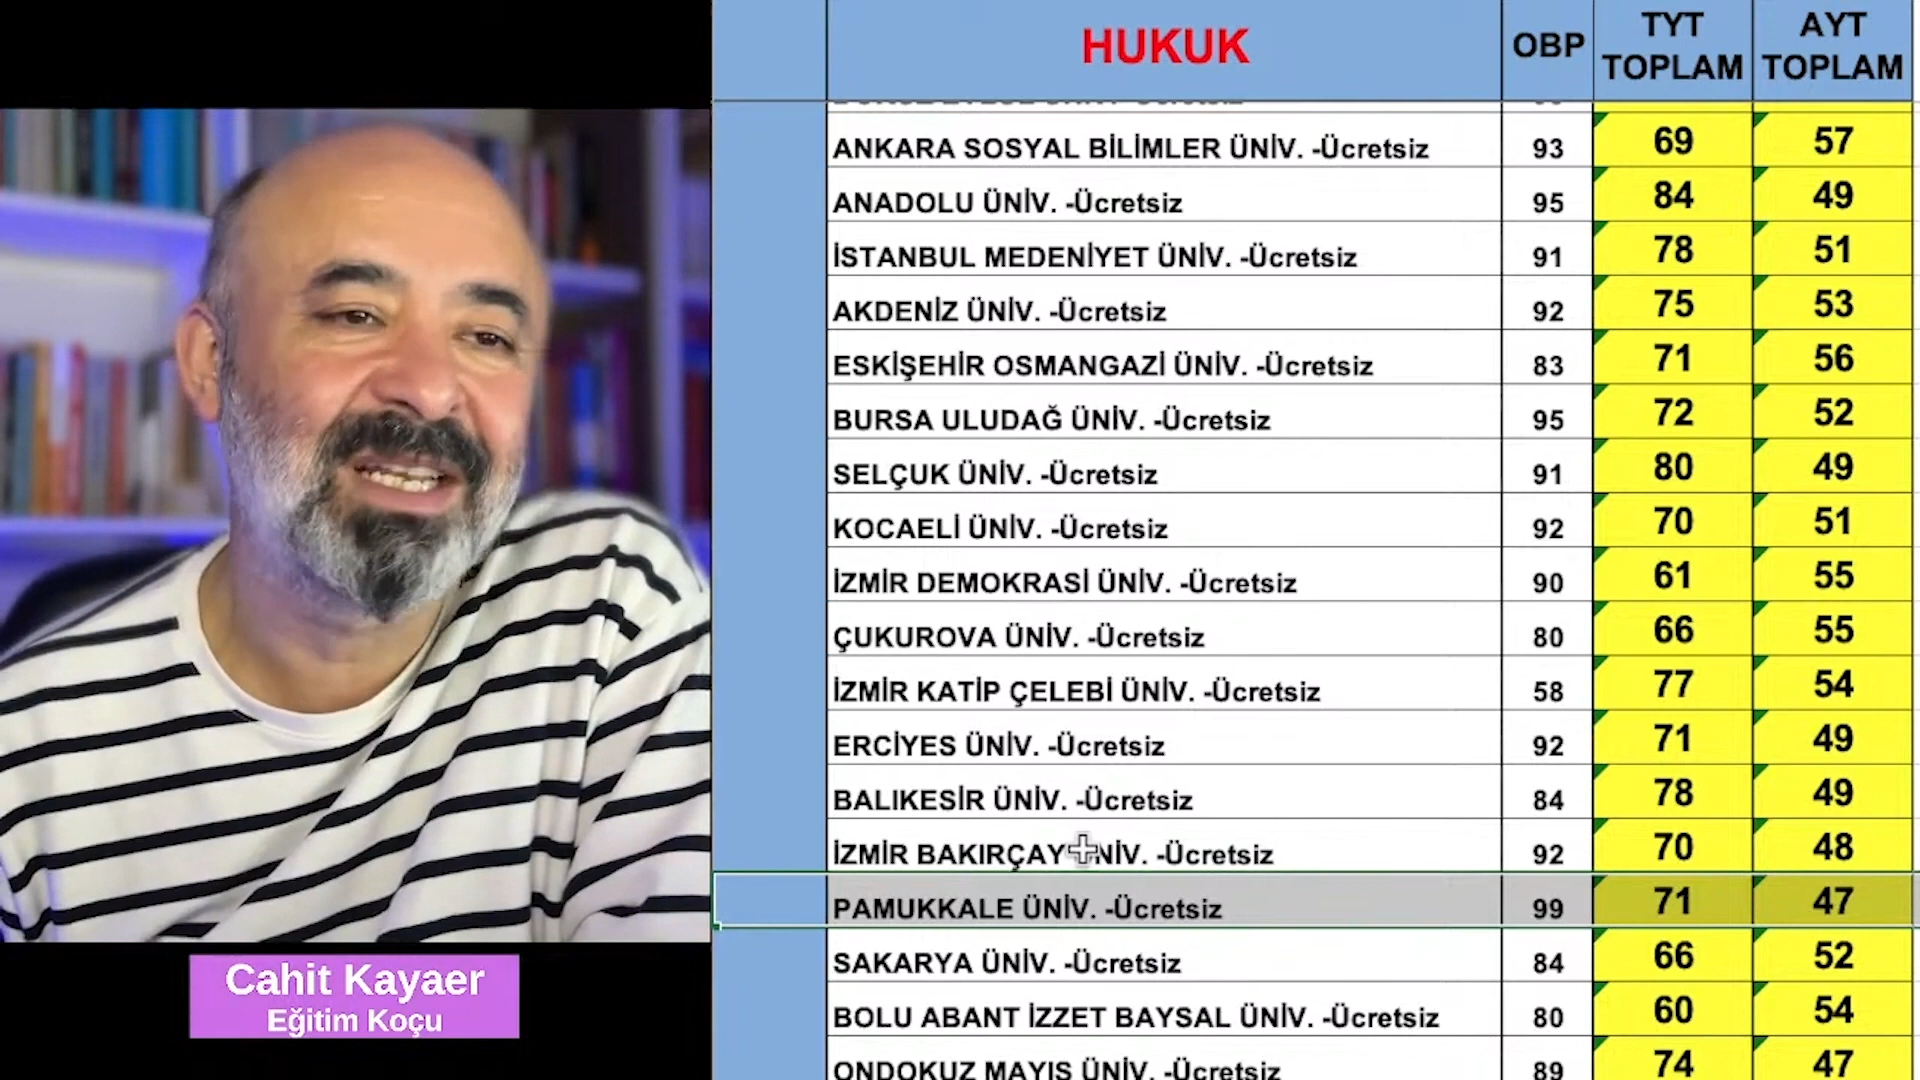 HUKUK OBP TYT TOPLAM AYT TOPLAM
ANKARA SOSYAL BİLİMLER ÜNİV. -Ücretsiz 93 69 57
ANADOLU ÜNİV. -Ücretsiz 95 84 49
İSTANBUL MEDENİYET ÜNİV. -Ücretsiz 91 78 51
AKDENİZ ÜNİV. -Ücretsiz 92 75 53
ESKİŞEHİR OSMANGAZİ ÜNİV. -Ücretsiz 83 71 56
BURSA ULUDAĞ ÜNİV. -Ücretsiz 95 72 52
SELÇUK ÜNİV. -Ücretsiz 91 80 49
KOCAELİ ÜNİV. -Ücretsiz 92 70 51
İZMİR DEMOKRASİ ÜNİV. -Ücretsiz 90 61 55
ÇUKUROVA ÜNİV. -Ücretsiz 80 66 55
İZMİR KATİP ÇELEBİ ÜNİV. -Ücretsiz 58 77 54
ERCİYES ÜNİV. -Ücretsiz 92 71 49
BALIKESİR ÜNİV. -Ücretsiz 84 78 49
İZMİR BAKIRÇAY ÜNİV. -Ücretsiz 92 70 48
PAMUKKALE ÜNİV. -Ücretsiz 99 71 47
SAKARYA ÜNİV. -Ücretsiz 84 66 52
BOLU ABANT İZZET BAYSAL ÜNİV. -Ücretsiz 80 60 54
ONDOKUZ MAYIS ÜNİV. -Ücretsiz 89 74 47
Cahit Kayaer
Eğitim Koçu